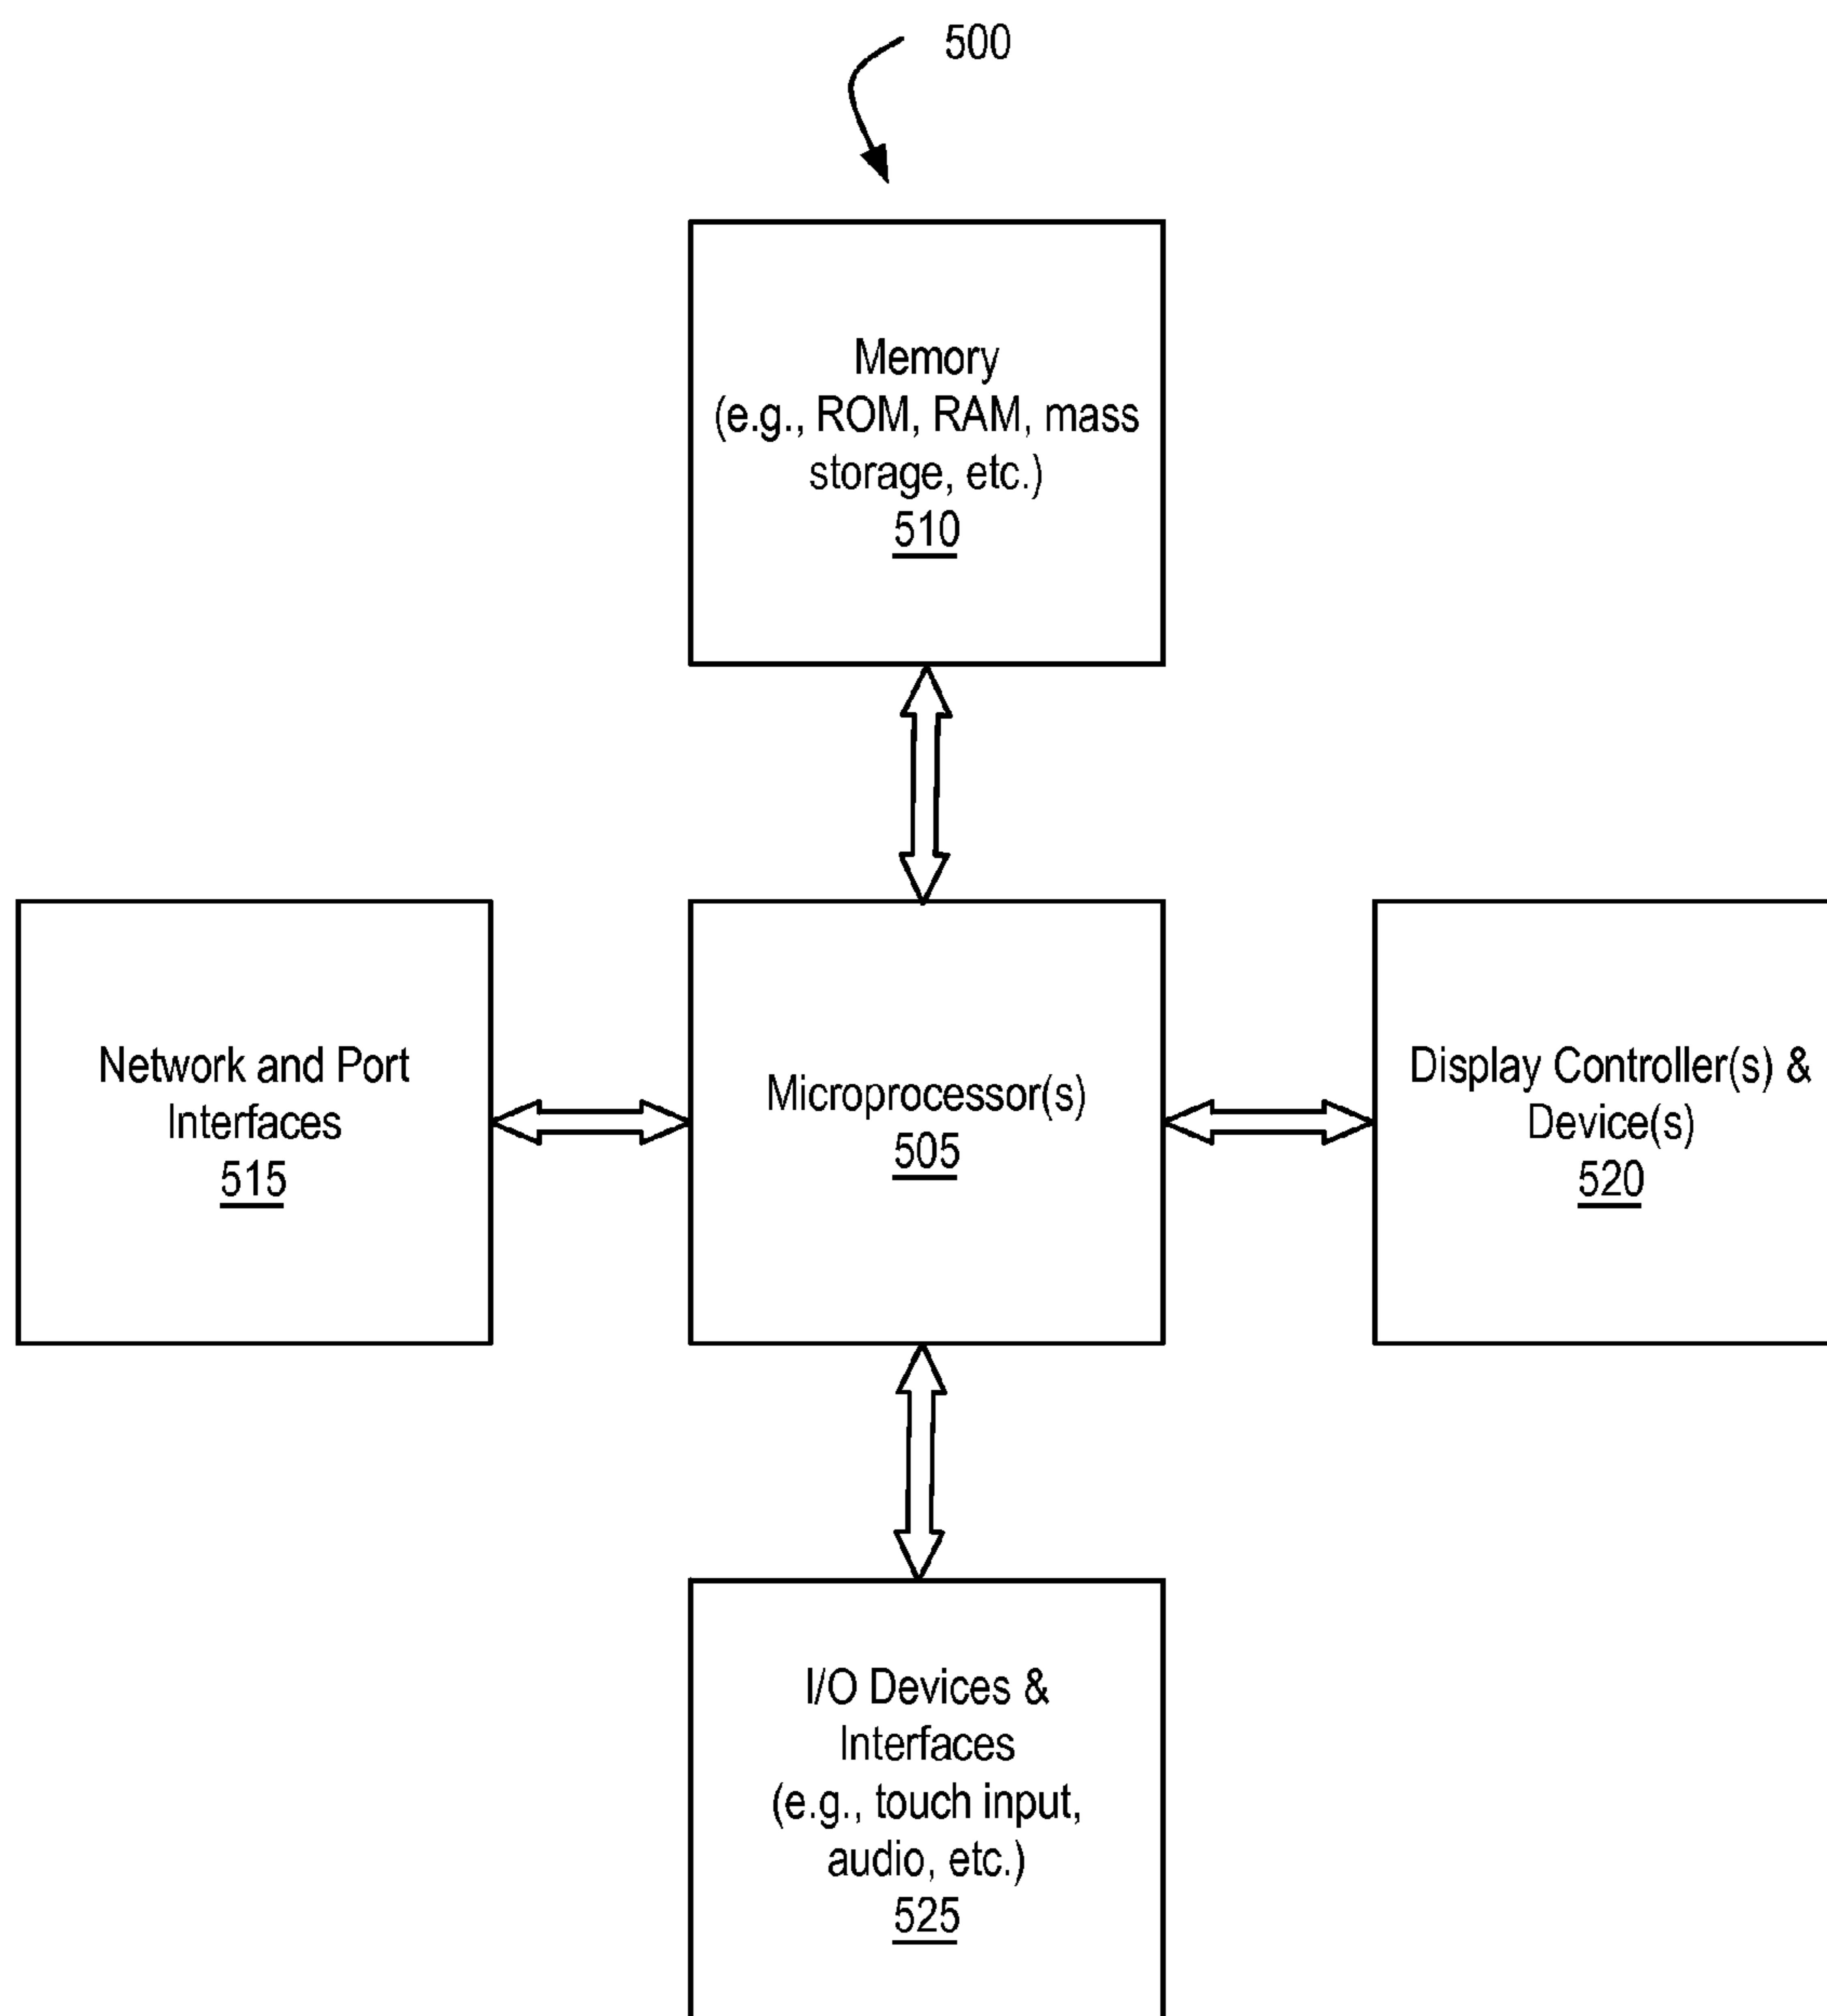 500
Memory
(e.g., ROM, RAM, mass
storage, etc.)
510
Network and Port
Interfaces
515
Microprocessor(s)
505
Display Controller(s) &
Device(s)
520
I/O Devices &
Interfaces
(e.g., touch input,
audio, etc.)
525